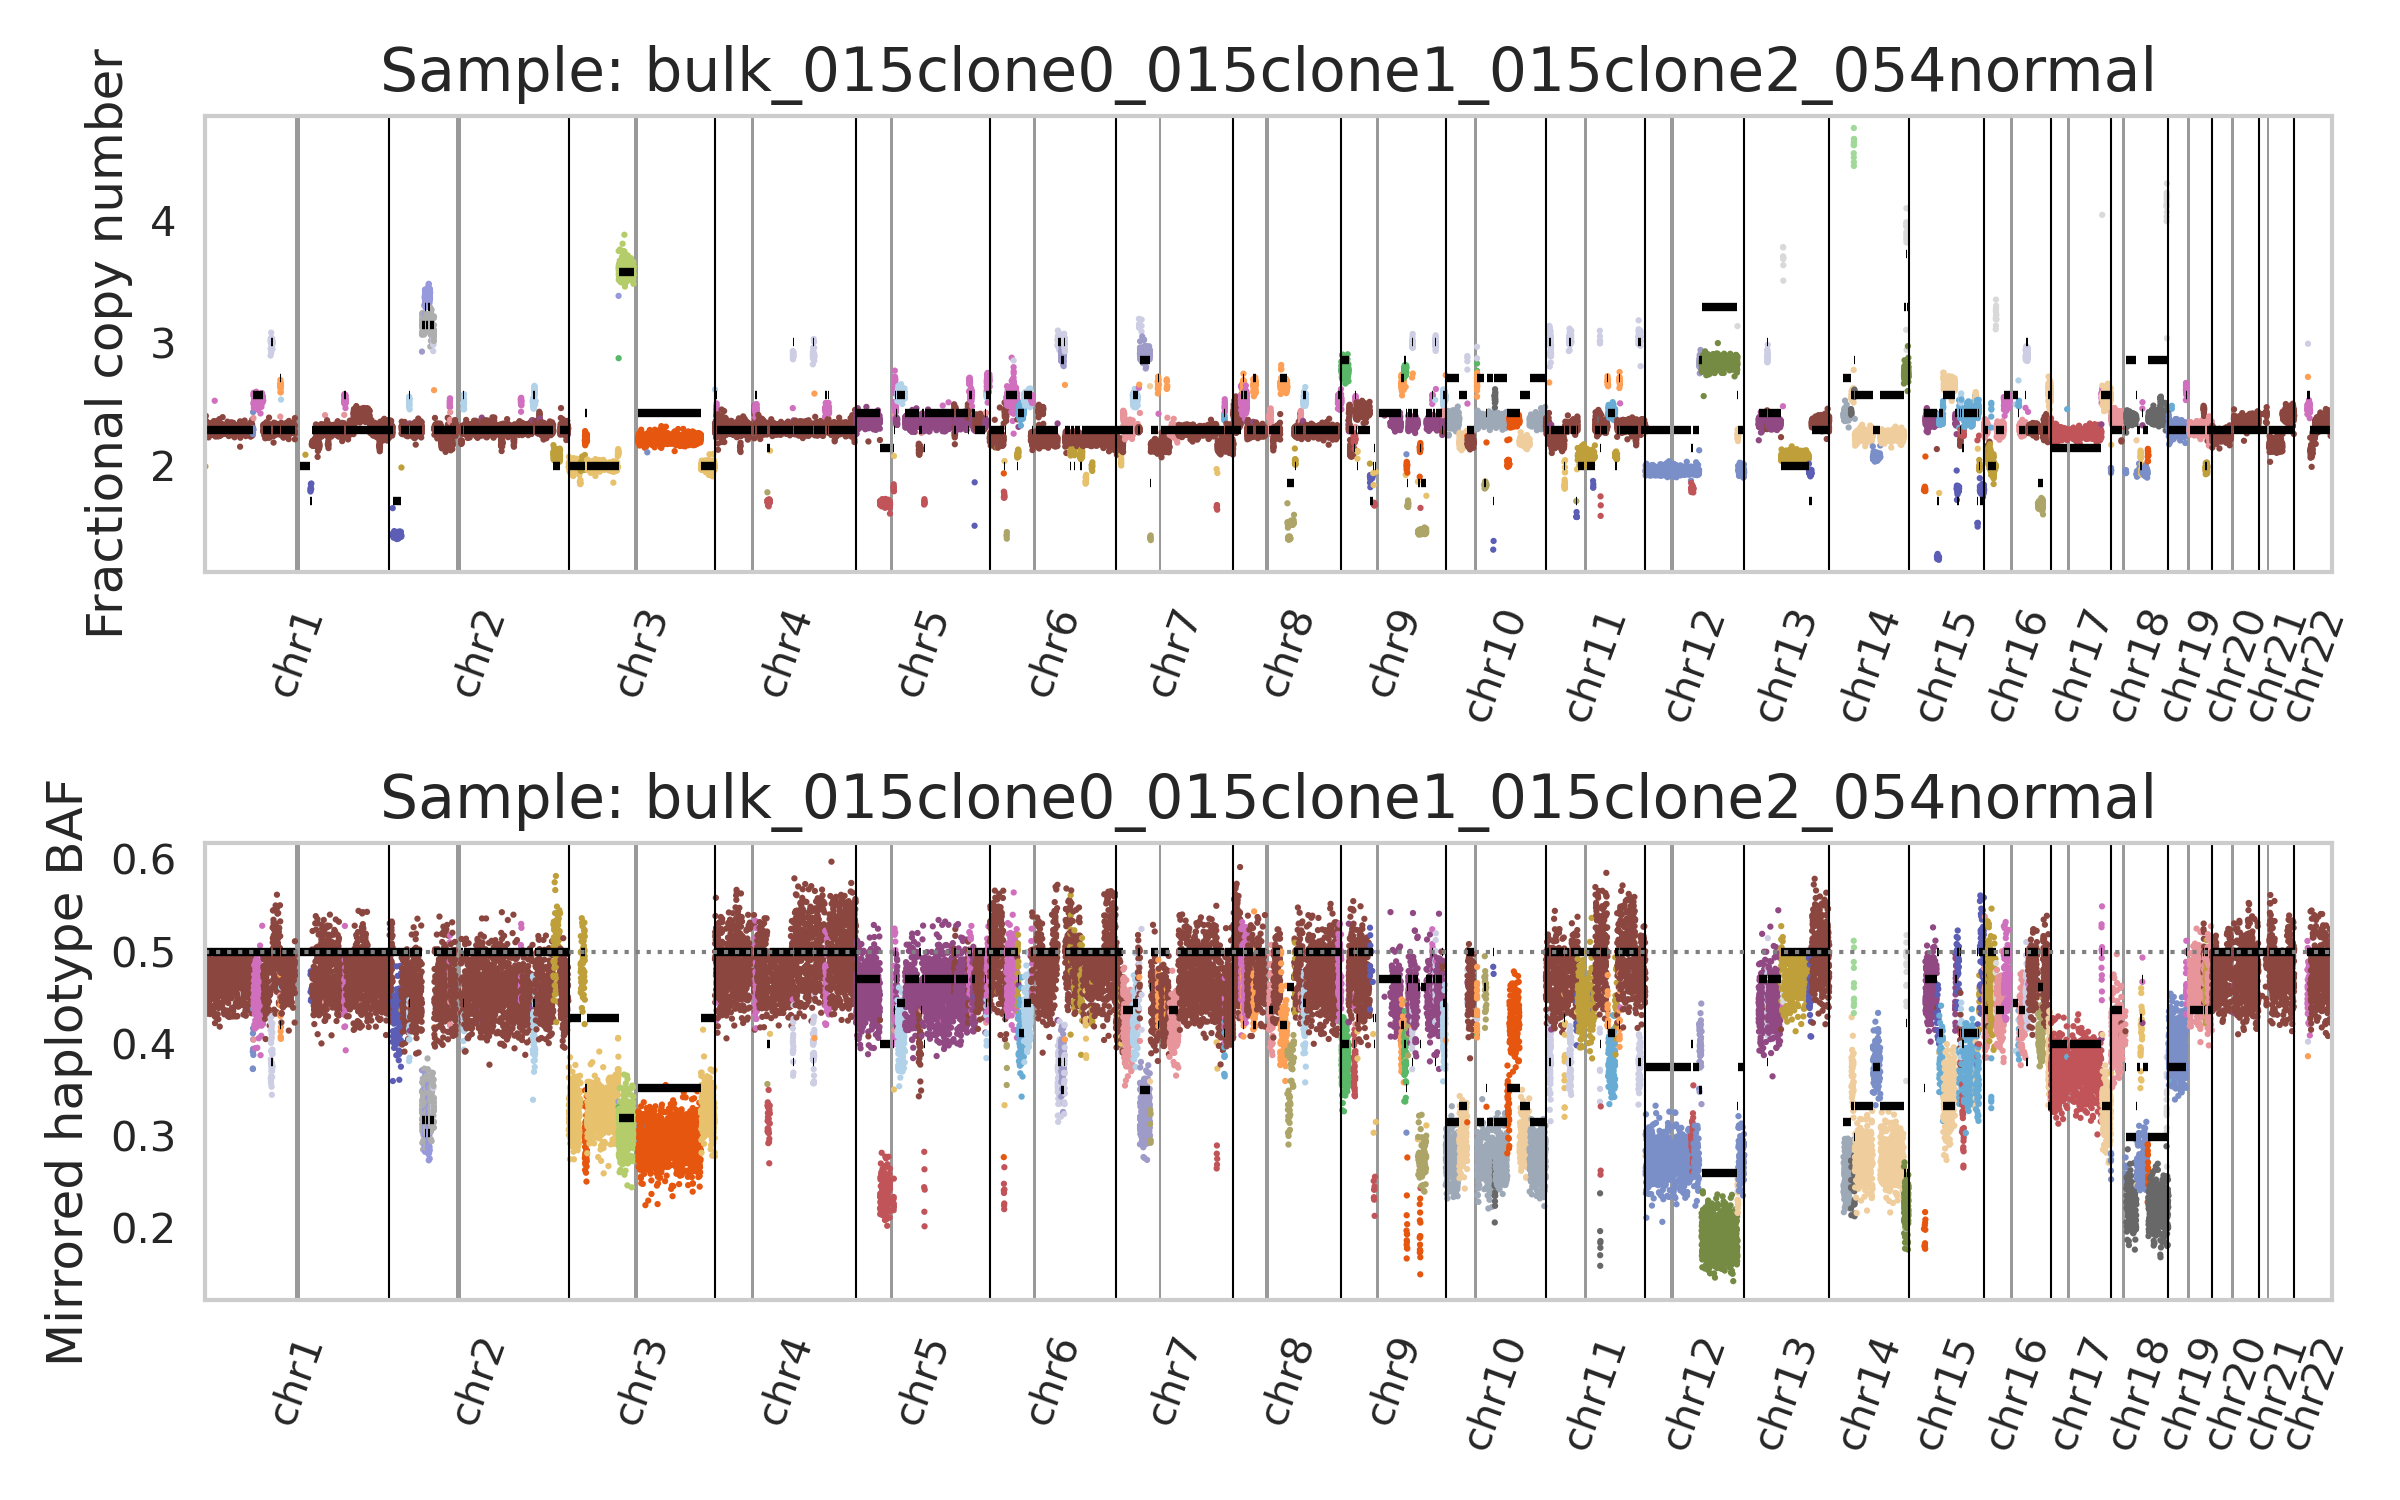 Sample: bulk_015clone0_015clone1_015clone2_054normal
Fractional copy number
4
3
2
chr1 chr2 chr3 chr4 chr5 chr6 chr7 chr8 chr9 chr10 chr11 chr12 chr13 chr14 chr15 chr16 chr17 chr18 chr19 chr20 chr21 chr22
Sample: bulk_015clone0_015clone1_015clone2_054normal
Mirrored haplotype BAF
0.6
0.5
0.4
0.3
0.2
chr1 chr2 chr3 chr4 chr5 chr6 chr7 chr8 chr9 chr10 chr11 chr12 chr13 chr14 chr15 chr16 chr17 chr18 chr19 chr20 chr21 chr22